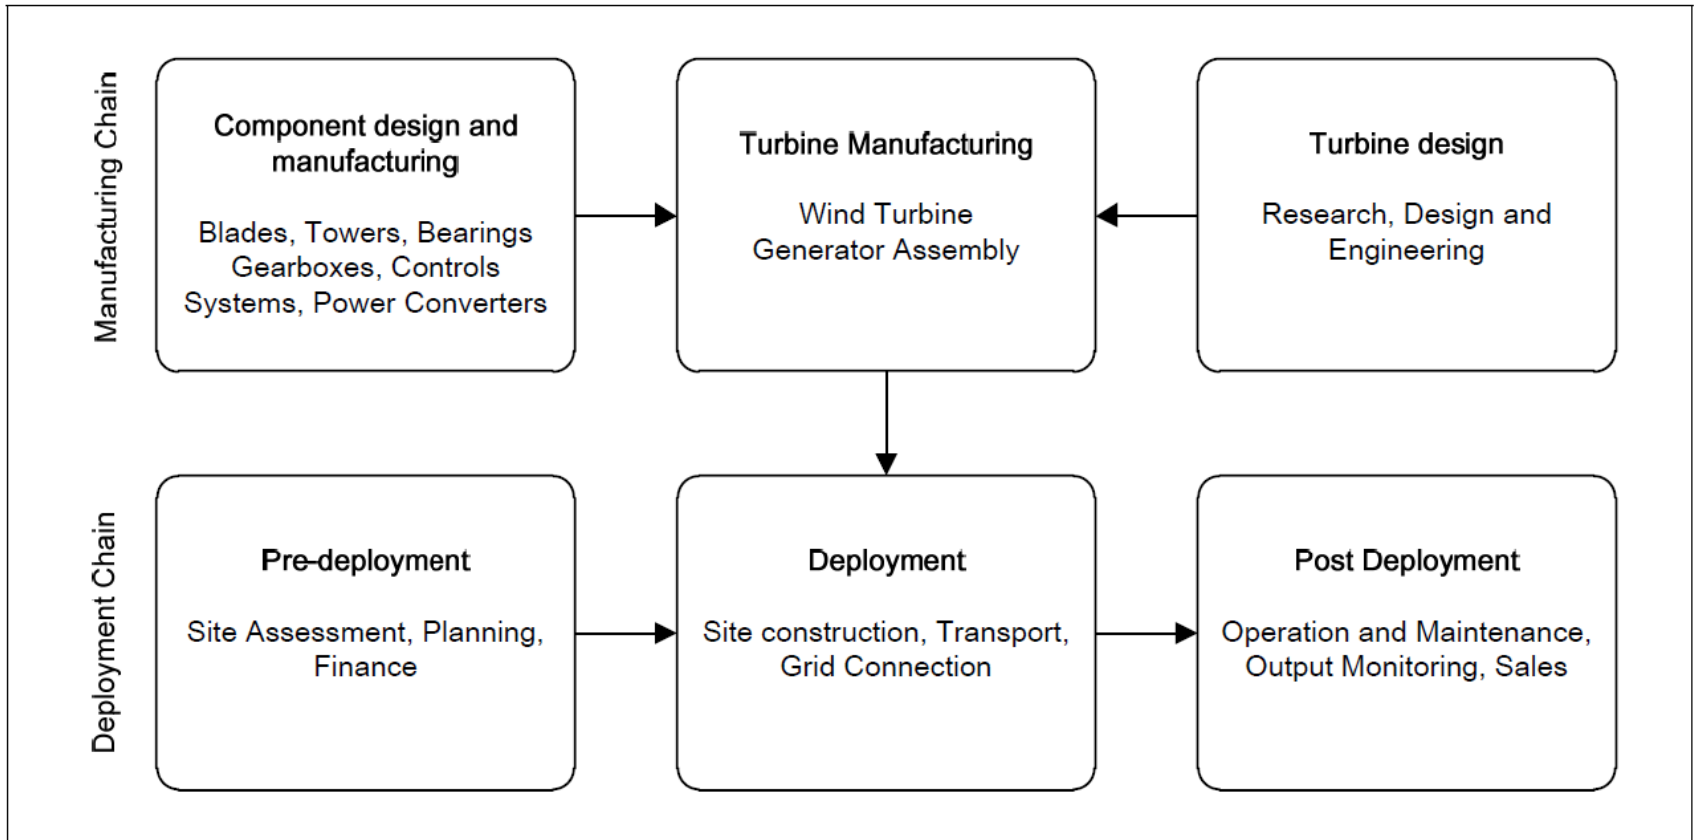 Manufacturing Chain
Component design and
manufacturing
Blades, Towers, Bearings
Gearboxes, Controls
Systems, Power Converters
Turbine Manufacturing
Wind Turbine
Generator Assembly
Turbine design
Research, Design and
Engineering
Deployment Chain
Pre-deployment
Site Assessment, Planning,
Finance
Deployment
Site construction, Transport,
Grid Connection
Post Deployment
Operation and Maintenance,
Output Monitoring, Sales